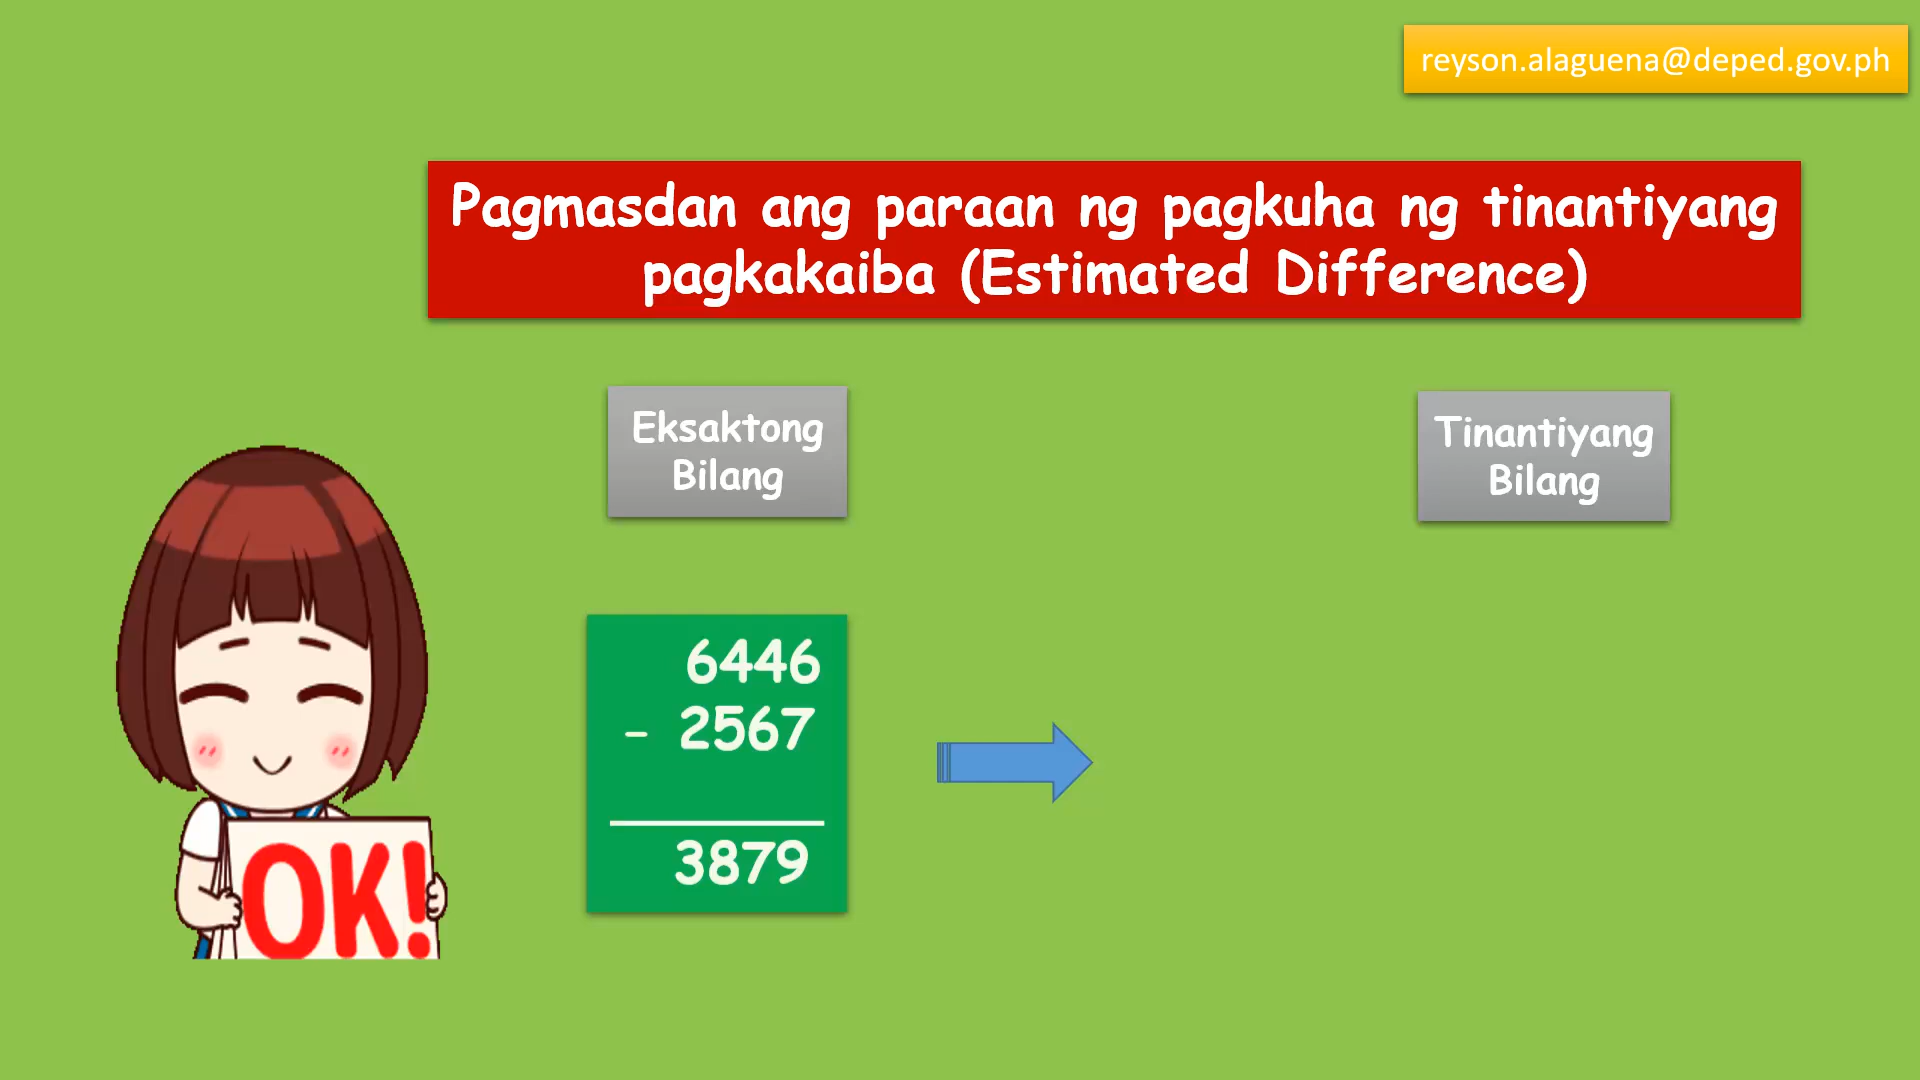 reyson.alaguena@deped.gov.ph
Pagmasdan ang paraan ng pagkuha ng tinantiyang
pagkakaiba (Estimated Difference)
Eksaktong
Bilang
Tinantiyang
Bilang
6446
- 2567
3879
OK!